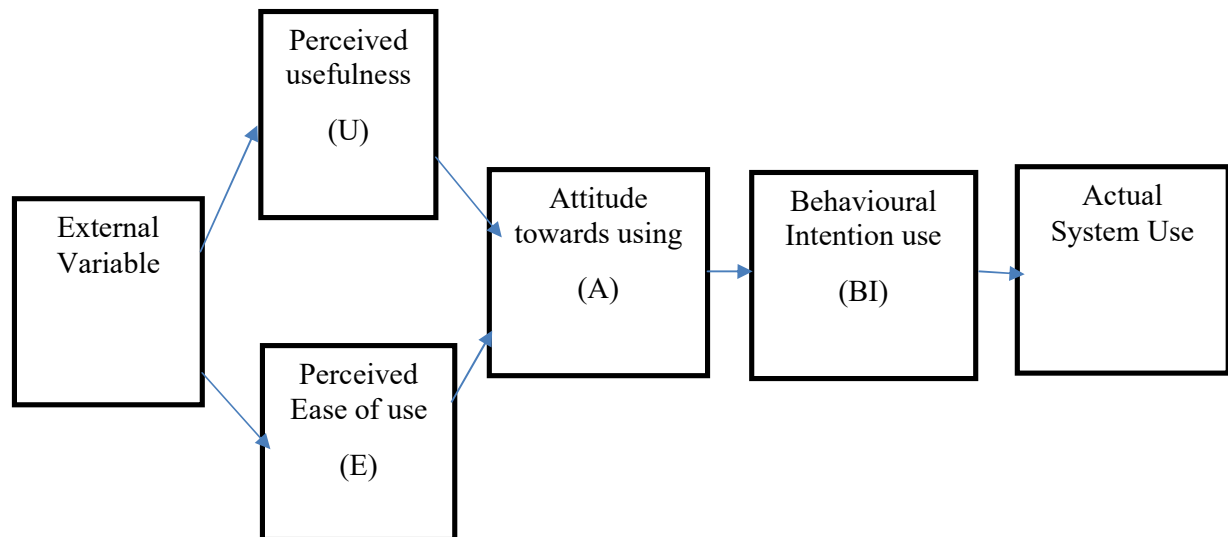 External
Variable
Perceived
usefulness
(U)
Perceived
Ease of use
(E)
Attitude
towards using
(A)
Behavioural
Intention use
(BI)
Actual
System Use